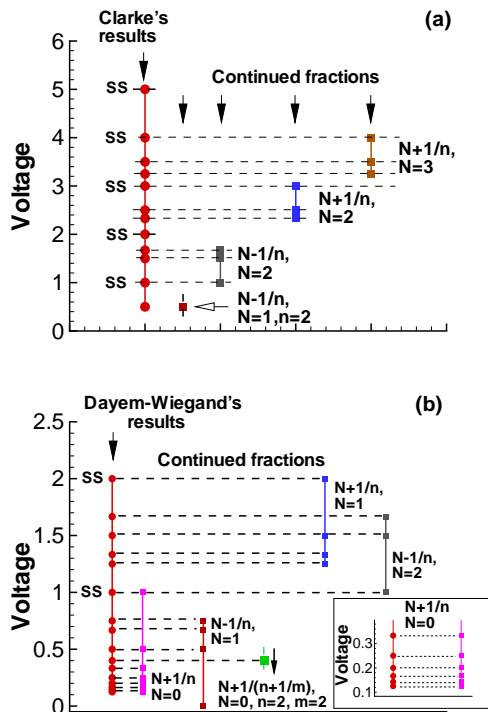 Clarke's
results
(a)
Continued fractions
6
5
4
3
2
1
0
Voltage
SS
SS
SS
SS
SS
N+1/n,
N=3
N+1/n,
N=2
N-1/n,
N=2
N-1/n,
N=1,n=2
Dayem-Wiegand's
results
(b)
Continued fractions
2.5
2
1.5
1
0.5
0
Voltage
SS
SS
N+1/n,
N=1
N-1/n,
N=2
N-1/n,
N=1
N+1/n
N=0
N+1/(n+1/m),
N=0, n=2, m=2
N+1/n
N=0
Voltage
0.3
0.2
0.1